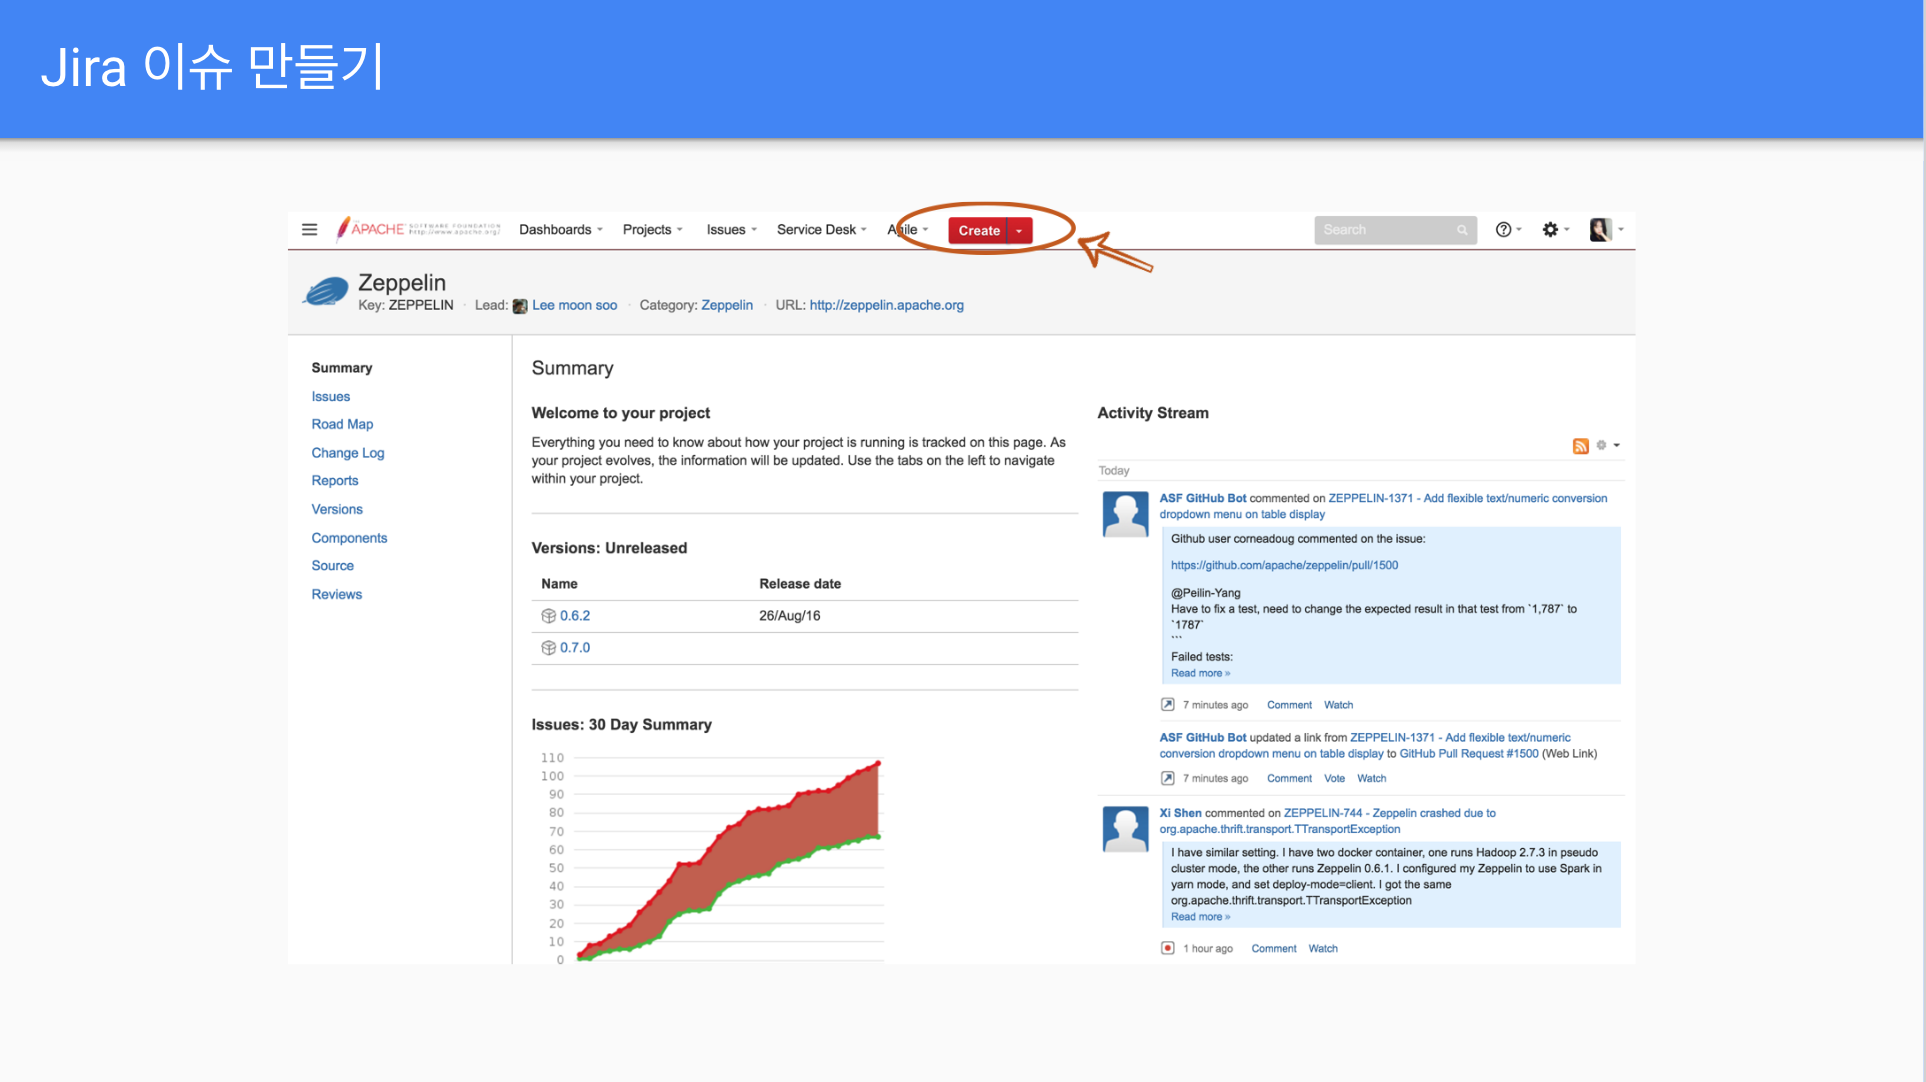 Jira 이슈 만들기
APACHE SOFTWARE FOUNDATION
http://www.apache.org/
Dashboards
Projects
Issues
Service Desk
Agile
Create
Search
Zeppelin
Key: ZEPPELIN · Lead: Lee moon soo · Category: Zeppelin · URL: http://zeppelin.apache.org
Summary
Issues
Road Map
Change Log
Reports
Versions
Components
Source
Reviews
Summary
Welcome to your project
Everything you need to know about how your project is running is tracked on this page. As
your project evolves, the information will be updated. Use the tabs on the left to navigate
within your project.
Versions: Unreleased
Name Release date
0.6.2 26/Aug/16
0.7.0
Issues: 30 Day Summary
110
100
90
80
70
60
50
40
30
20
10
0
Activity Stream
Today
ASF GitHub Bot commented on ZEPPELIN-1371 - Add flexible text/numeric conversion
dropdown menu on table display
Github user corneadoug commented on the issue:
https://github.com/apache/zeppelin/pull/1500
@Peilin-Yang
Have to fix a test, need to change the expected result in that test from `1,787` to
`1787`
```
Failed tests:
Read more »
7 minutes ago Comment Watch
ASF GitHub Bot updated a link from ZEPPELIN-1371 - Add flexible text/numeric
conversion dropdown menu on table display to GitHub Pull Request #1500 (Web Link)
7 minutes ago Comment Vote Watch
Xi Shen commented on ZEPPELIN-744 - Zeppelin crashed due to
org.apache.thrift.transport.TTransportException
I have similar setting. I have two docker container, one runs Hadoop 2.7.3 in pseudo
cluster mode, the other runs Zeppelin 0.6.1. I configured my Zeppelin to use Spark in
yarn mode, and set deploy-mode=client. I got the same
org.apache.thrift.transport.TTransportException
Read more »
1 hour ago Comment Watch